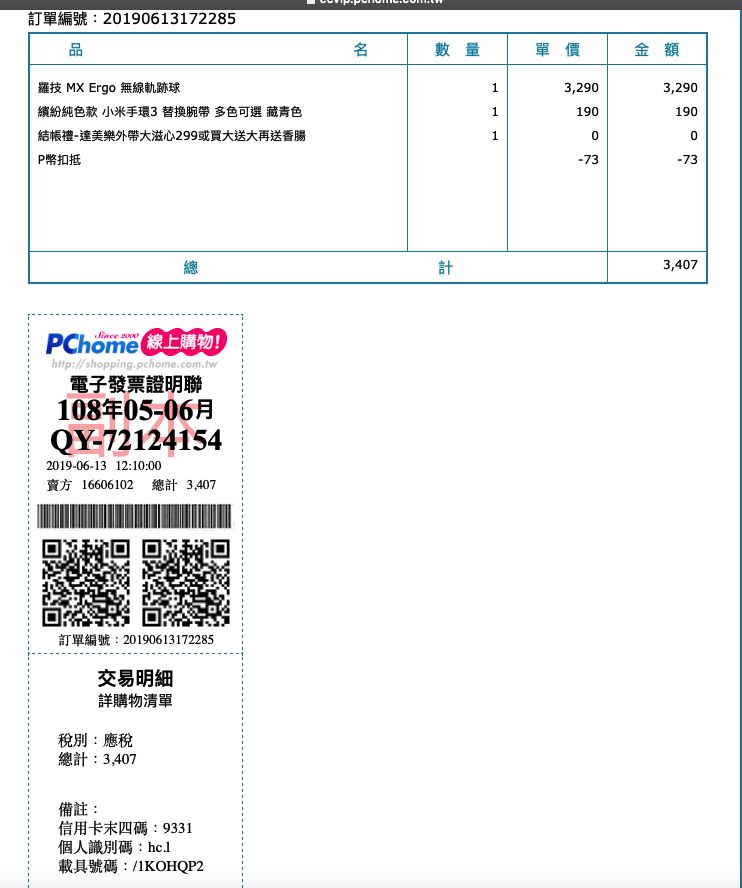 訂單編號：20190613172285
品 名 數 量 單 價 金 額
羅技 MX Ergo 無線軌跡球 1 3,290 3,290
繽紛純色款 小米手環3 替換腕帶 多色可選 藏青色 1 190 190
結帳禮-達美樂外帶大滋心299或買大送大再送香腸 1 0 0
P幣扣抵 -73 -73
總 計 3,407
Since 2000
PChome 線上購物!
http://shopping.pchome.com.tw
電子發票證明聯
副本
108年05-06月
QY-72124154
2019-06-13 12:10:00
賣方 16606102 總計 3,407
訂單編號：20190613172285
交易明細
詳購物清單
稅別：應稅
總計：3,407
備註：
信用卡末四碼：9331
個人識別碼：hc.l
載具號碼：/1KOHQP2